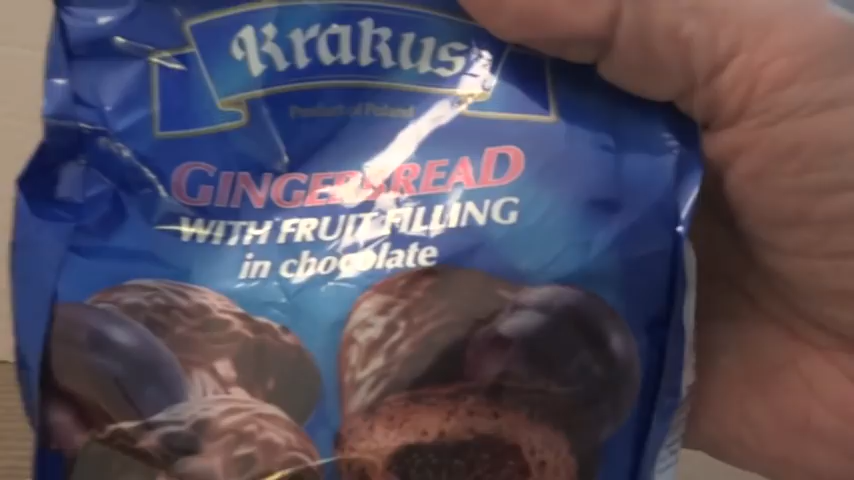 Krakus
Product of Poland
GINGERBREAD
WITH FRUIT FILLING
in chocolate